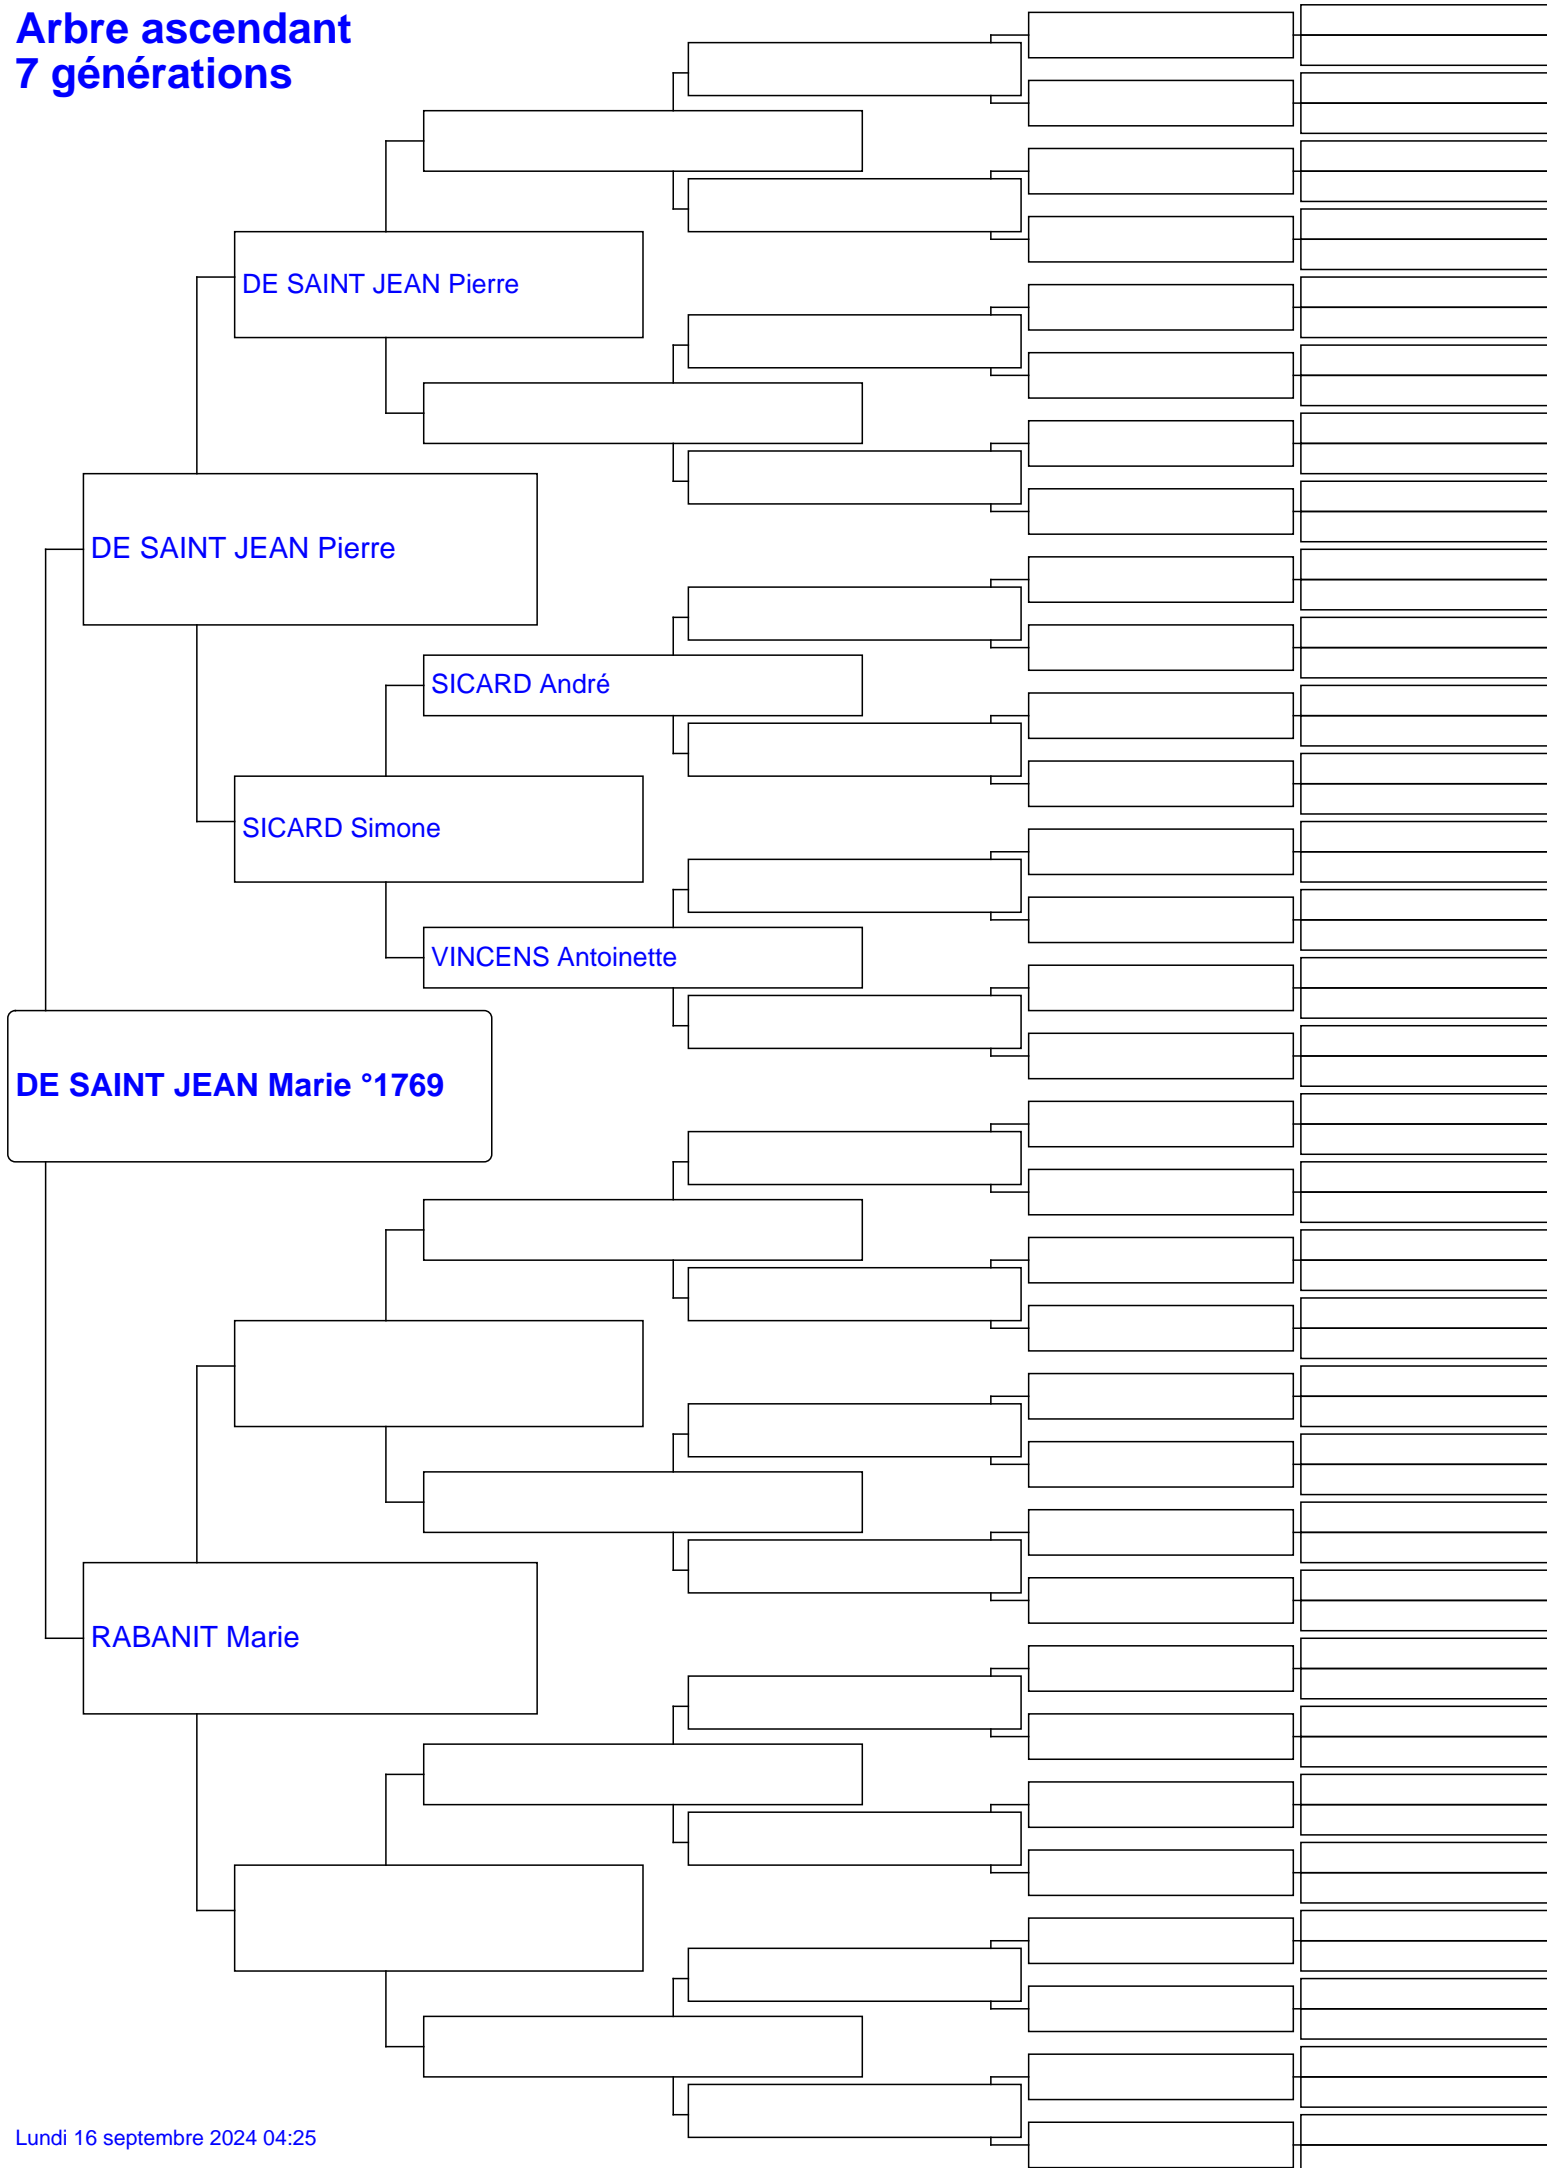 Arbre ascendant
7 générations
DE SAINT JEAN Pierre
DE SAINT JEAN Pierre
SICARD André
SICARD Simone
VINCENS Antoinette
DE SAINT JEAN Marie °1769
RABANIT Marie
Lundi 16 septembre 2024 04:25